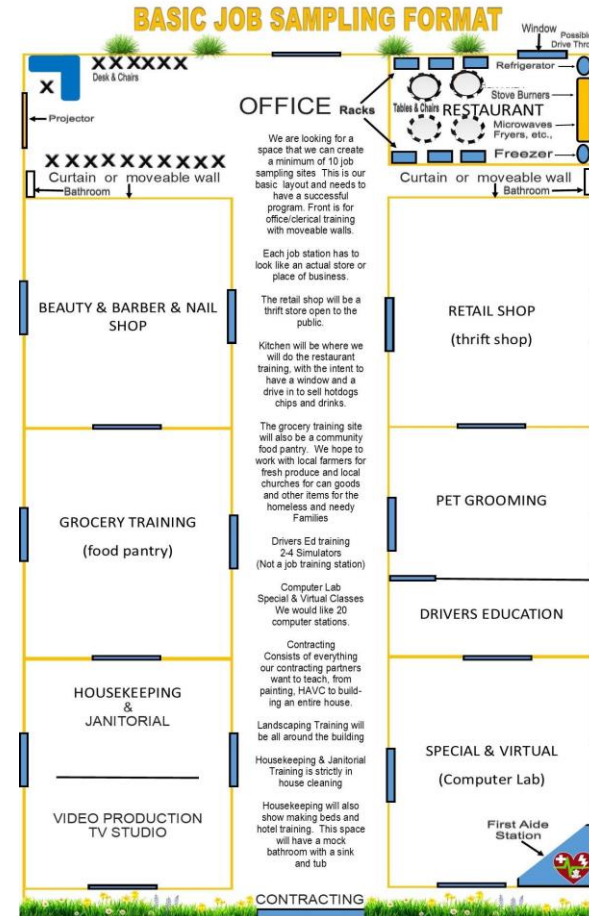 BASIC JOB SAMPLING FORMAT
Window
Possible
Drive Thro
X X X X X X X
Desk & Chairs
X
Projector
X X X X X X X X X X
Curtain or moveable wall
Bathroom
OFFICE
Racks
Refrigerator
Stove Burners
Tables & Chairs
RESTAURANT
Microwaves
Fryers, etc.,
Freezer
Curtain or moveable wall
Bathroom
We are looking for a
space that we can create
a minimum of 10 job
sampling sites This is our
basic layout and needs to
have a successful
program. Front is for
office/clerical training
with moveable walls.
Each job station has to
look like an actual store or
place of business.
The retail shop will be a
thrift store open to the
public.
Kitchen will be where we
will do the restaurant
training, with the intent to
have a window and a
drive in to sell hotdogs
chips and drinks.
The grocery training site
will also be a community
food pantry. We hope to
work with local farmers for
fresh produce and local
churches for can goods
and other items for the
homeless and needy
Families
Drivers Ed training
2-4 Simulators
(Not a job training station)
Computer Lab
Special & Virtual Classes
We would like 20
computer stations.
Contracting
Consists of everything
our contracting partners
want to teach, from
painting, HAVC to build-
ing an entire house.
Landscaping Training will
be all around the building
Housekeeping & Janitorial
Training is strictly in
house cleaning
Housekeeping will also
show making beds and
hotel training. This space
will have a mock
bathroom with a sink
and tub
BEAUTY & BARBER & NAIL
SHOP
GROCERY TRAINING
(food pantry)
HOUSEKEEPING
&
JANITORIAL
VIDEO PRODUCTION
TV STUDIO
RETAIL SHOP
(thrift shop)
PET GROOMING
DRIVERS EDUCATION
SPECIAL & VIRTUAL
(Computer Lab)
First Aide
Station
CONTRACTING